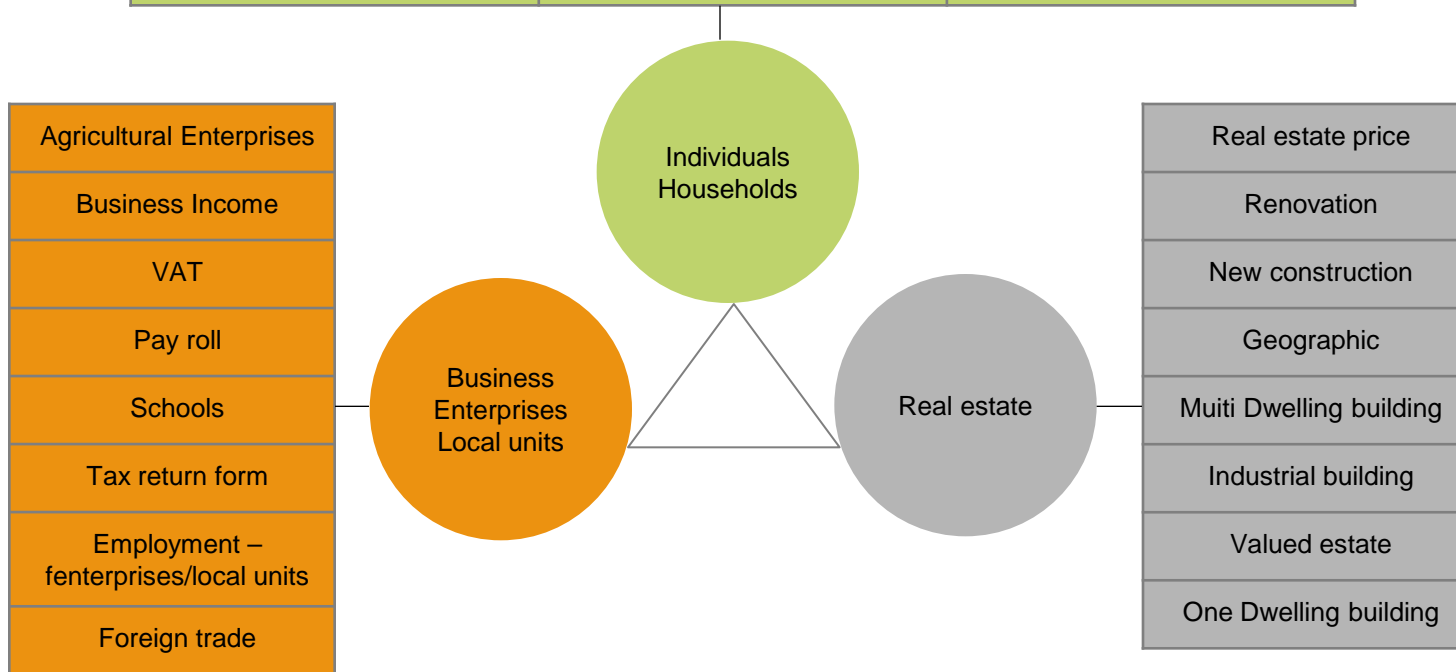 Individuals
Households
Agricultural Enterprises
Business Income
VAT
Pay roll
Schools
Tax return form
Employment –
fenterprises/local units
Foreign trade
Business
Enterprises
Local units
Real estate
Real estate price
Renovation
New construction
Geographic
Muiti Dwelling building
Industrial building
Valued estate
One Dwelling building